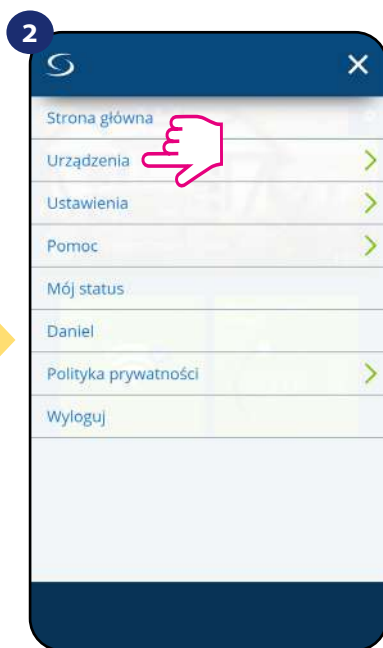 2
Strona główna
Urządzenia
Ustawienia
Pomoc
Mój status
Daniel
Polityka prywatności
Wyloguj